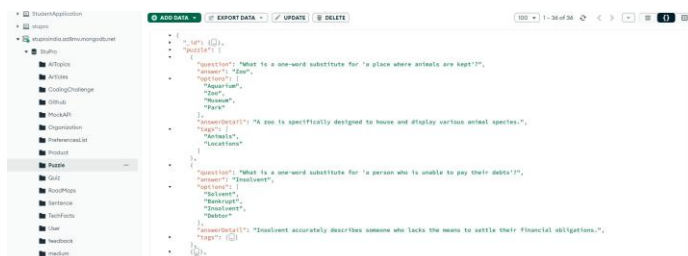 StudentApplication
stupro
StuPro
AITopics
Articles
CodingChallenge
Github
MockAPI
Organization
PreferencesList
Product
Puzzle
Quiz
RoadMaps
Sentence
TechFacts
User
feedback
medium
ADD DATA
EXPORT DATA
UPDATE
DELETE
100
1 – 36 of 36
{
"_id": {…},
"puzzle": [
{
"question": "What is a one-word substitute for 'a place where animals are kept'?",
"answer": "Zoo",
"options": [
"Aquarium",
"Zoo",
"Museum",
"Park"
],
"answerDetail": "A zoo is specifically designed to house and display various animal species.",
"tags": [
"Animals",
"Locations"
]
},
{
"question": "What is a one-word substitute for 'a person who is unable to pay their debts'?",
"answer": "Insolvent",
"options": [
"Solvent",
"Bankrupt",
"Insolvent",
"Debtor"
],
"answerDetail": "Insolvent accurately describes someone who lacks the means to settle their financial obligations.",
"tags": […]
},
{…},